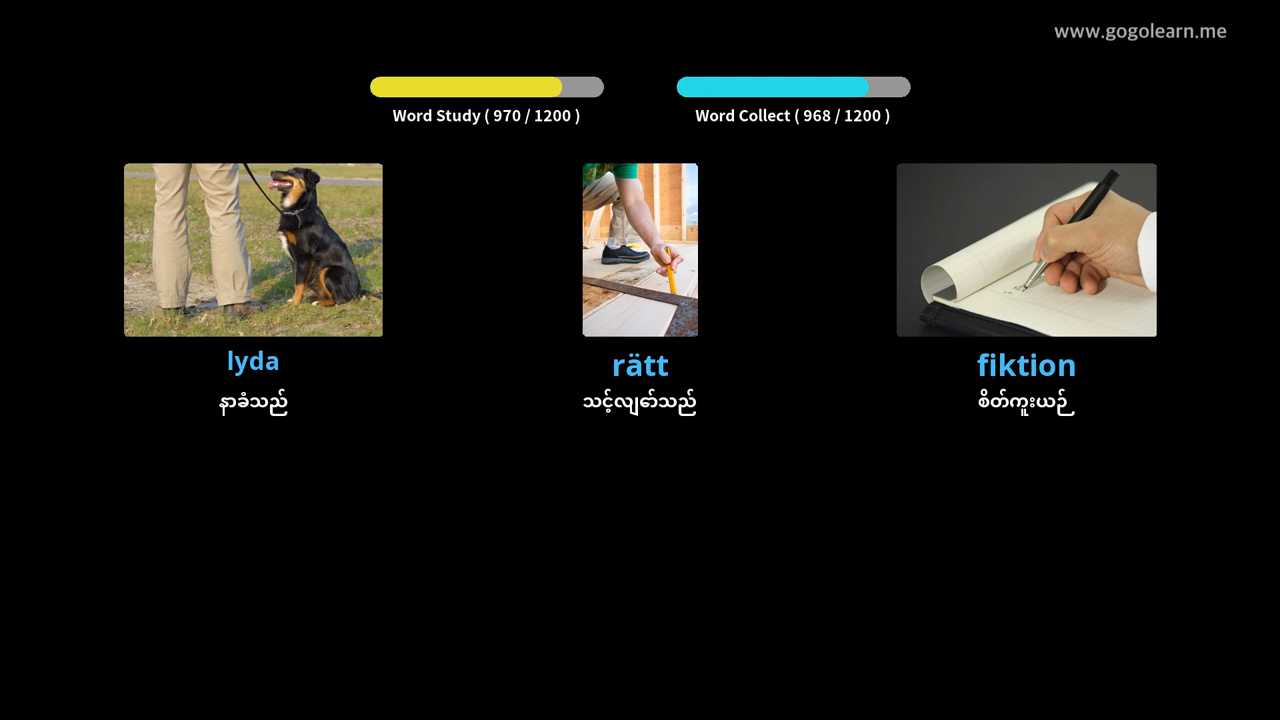 www.gogolearn.me
Word Study ( 970 / 1200 )
Word Collect ( 968 / 1200 )
lyda
rätt
fiktion
နာခံသည်
သင့်လျော်သည်
စိတ်ကူးယဉ်